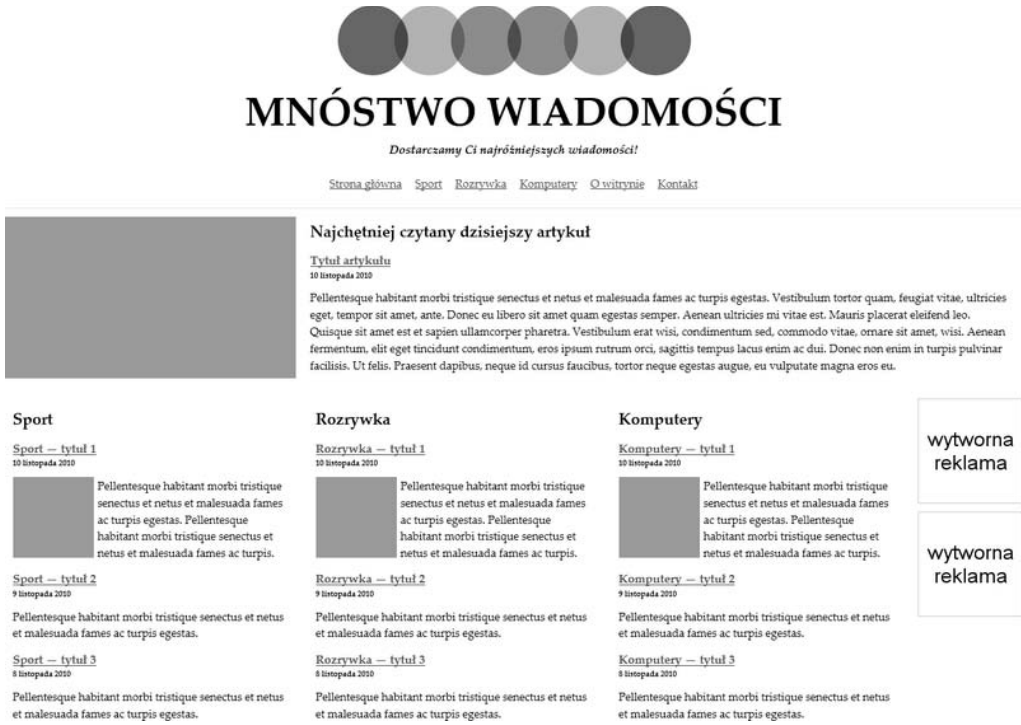 MNÓSTWO WIADOMOŚCI
Dostarczamy Ci najróżniejszych wiadomości!
Strona główna Sport Rozrywka Komputery O witrynie Kontakt
Najchętniej czytany dzisiejszy artykuł
Tytuł artykułu
10 listopada 2010
Pellentesque habitant morbi tristique senectus et netus et malesuada fames ac turpis egestas. Vestibulum tortor quam, feugiat vitae, ultricies
eget, tempor sit amet, ante. Donec eu libero sit amet quam egestas semper. Aenean ultricies mi vitae est. Mauris placerat eleifend leo.
Quisque sit amet est et sapien ullamcorper pharetra. Vestibulum erat wisi, condimentum sed, commodo vitae, ornare sit amet, wisi. Aenean
fermentum, elit eget tincidunt condimentum, eros ipsum rutrum orci, sagittis tempus lacus enim ac dui. Donec non enim in turpis pulvinar
facilisis. Ut felis. Praesent dapibus, neque id cursus faucibus, tortor neque egestas augue, eu vulputate magna eros eu.
Sport
Sport — tytuł 1
10 listopada 2010
Pellentesque habitant morbi tristique
senectus et netus et malesuada fames
ac turpis egestas. Pellentesque
habitant morbi tristique senectus et
netus et malesuada fames ac turpis.
Sport — tytuł 2
9 listopada 2010
Pellentesque habitant morbi tristique senectus et netus
et malesuada fames ac turpis egestas.
Sport — tytuł 3
8 listopada 2010
Pellentesque habitant morbi tristique senectus et netus
et malesuada fames ac turpis egestas.
Rozrywka
Rozrywka — tytuł 1
10 listopada 2010
Pellentesque habitant morbi tristique
senectus et netus et malesuada fames
ac turpis egestas. Pellentesque
habitant morbi tristique senectus et
netus et malesuada fames ac turpis.
Rozrywka — tytuł 2
9 listopada 2010
Pellentesque habitant morbi tristique senectus et netus
et malesuada fames ac turpis egestas.
Rozrywka — tytuł 3
8 listopada 2010
Pellentesque habitant morbi tristique senectus et netus
et malesuada fames ac turpis egestas.
Komputery
Komputery — tytuł 1
10 listopada 2010
Pellentesque habitant morbi tristique
senectus et netus et malesuada fames
ac turpis egestas. Pellentesque
habitant morbi tristique senectus et
netus et malesuada fames ac turpis.
Komputery — tytuł 2
9 listopada 2010
Pellentesque habitant morbi tristique senectus et netus
et malesuada fames ac turpis egestas.
Komputery — tytuł 3
8 listopada 2010
Pellentesque habitant morbi tristique senectus et netus
et malesuada fames ac turpis egestas.
wytworna
reklama
wytworna
reklama